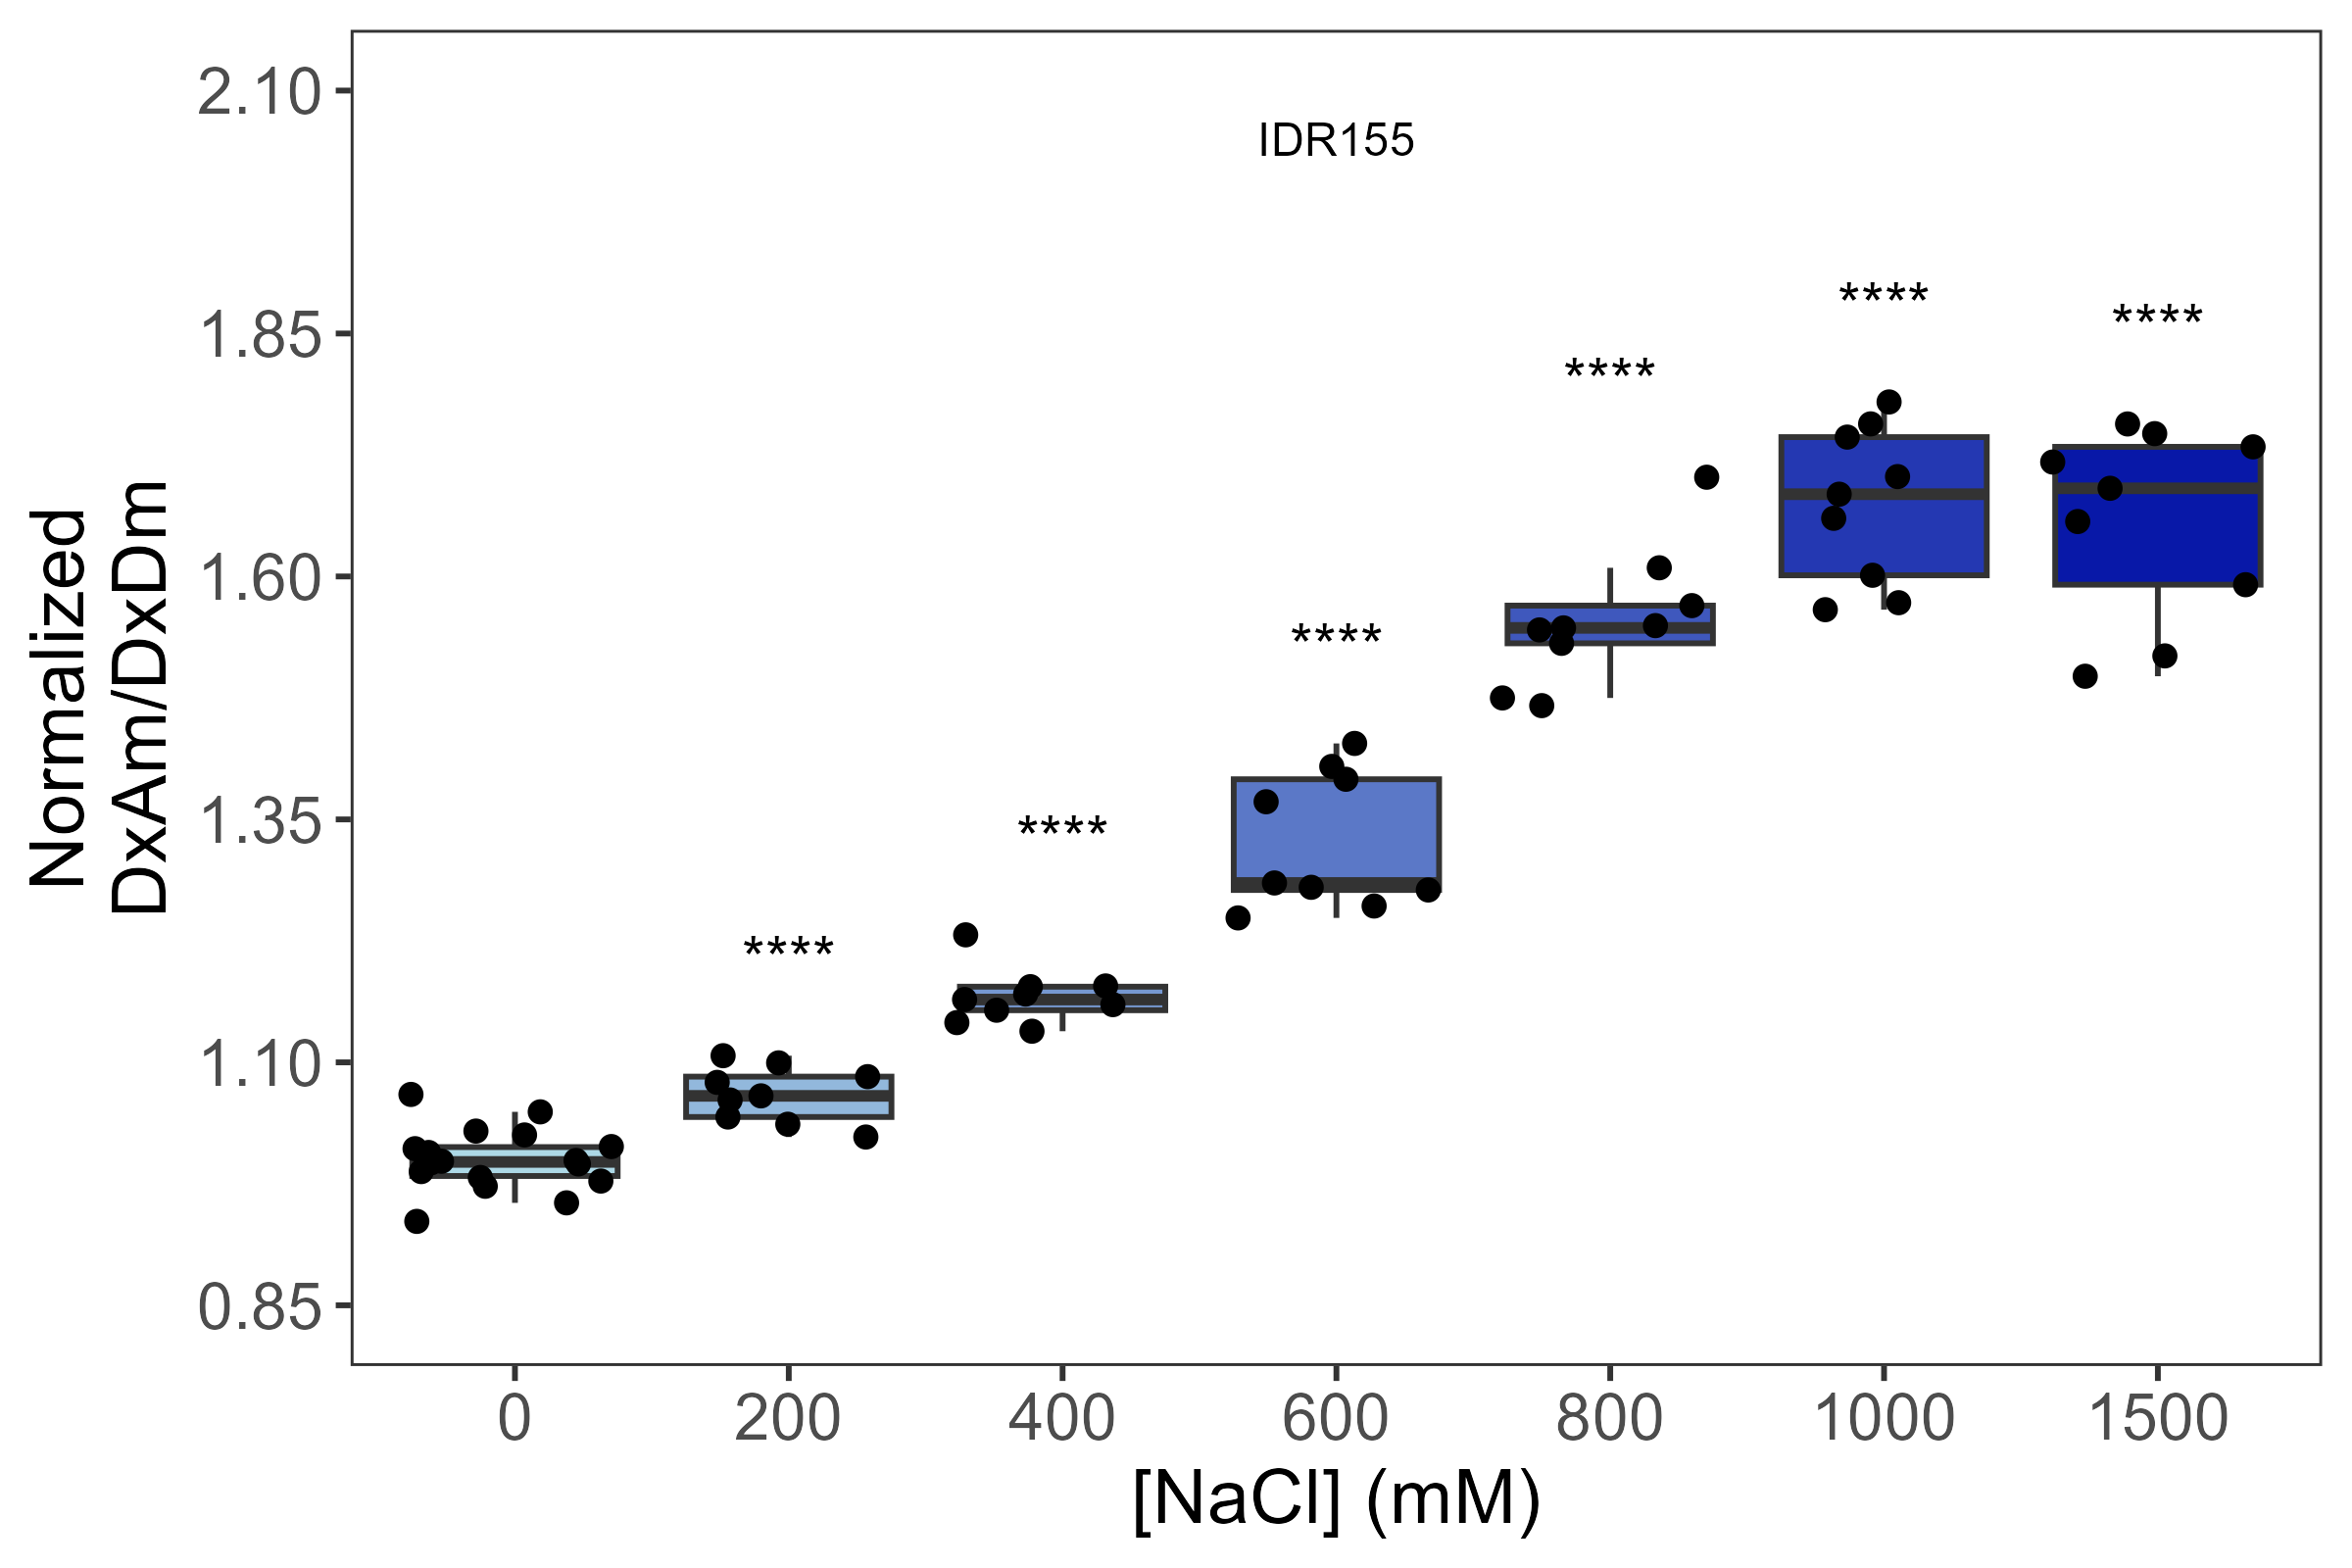 IDR155
2.10
1.85
1.60
1.35
1.10
0.85
Normalized
DxAm/DxDm
****
****
****
****
****
****
0 200 400 600 800 1000 1500
[NaCl] (mM)